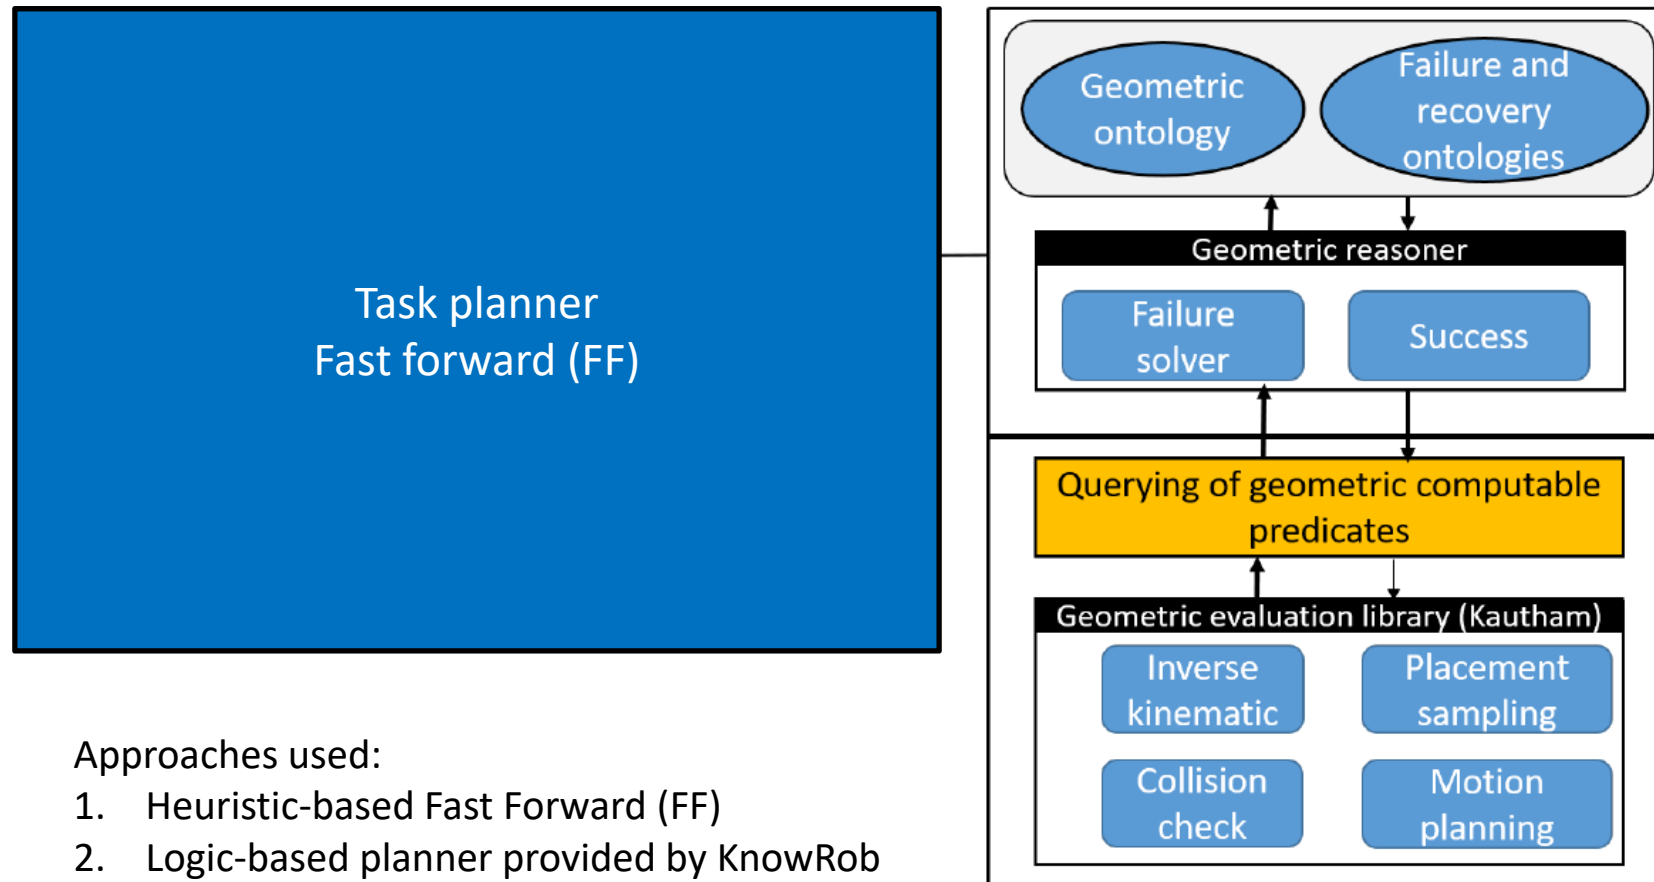 Task planner
Fast forward (FF)
Approaches used:
1. Heuristic-based Fast Forward (FF)
2. Logic-based planner provided by KnowRob
Geometric
ontology
Failure and
recovery
ontologies
Geometric reasoner
Failure
solver
Success
Querying of geometric computable
predicates
Geometric evaluation library (Kautham)
Inverse
kinematic
Placement
sampling
Collision
check
Motion
planning